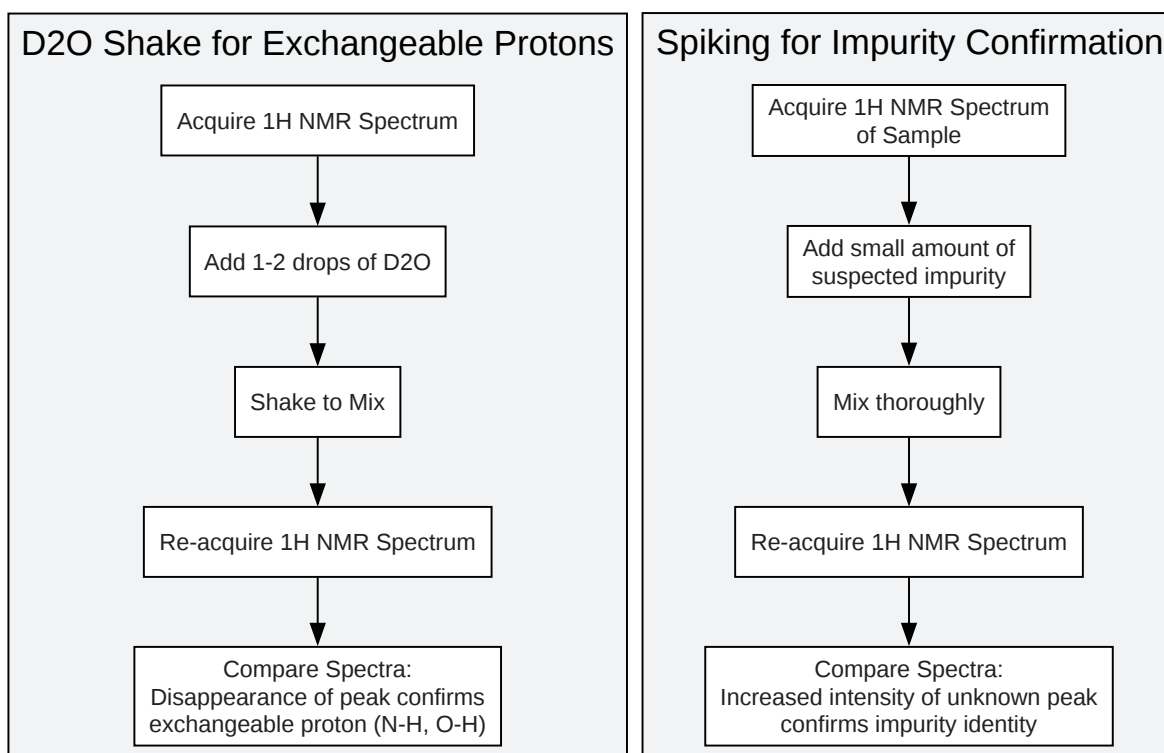 D2O Shake for Exchangeable Protons
Acquire 1H NMR Spectrum
Add 1-2 drops of D2O
Shake to Mix
Re-acquire 1H NMR Spectrum
Compare Spectra:
Disappearance of peak confirms
exchangeable proton (N-H, O-H)
Spiking for Impurity Confirmation
Acquire 1H NMR Spectrum
of Sample
Add small amount of
suspected impurity
Mix thoroughly
Re-acquire 1H NMR Spectrum
Compare Spectra:
Increased intensity of unknown peak
confirms impurity identity